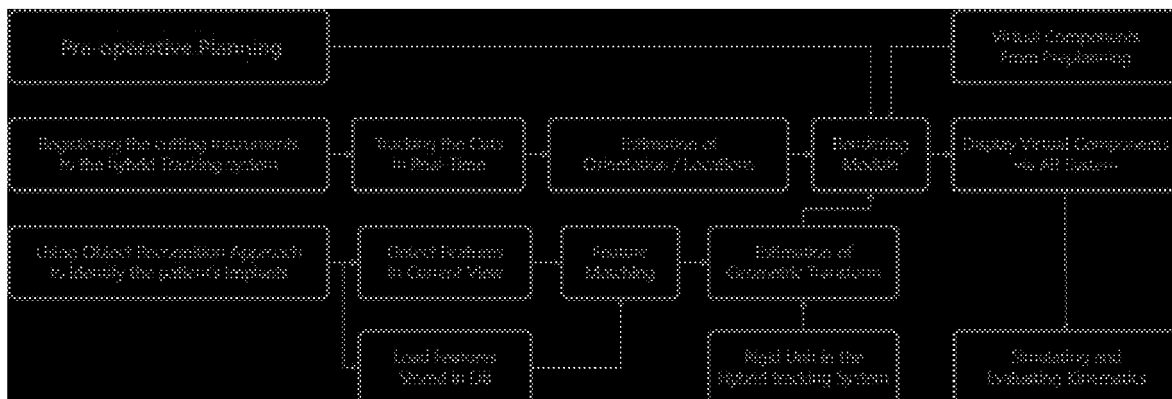 Pre-operative Planning
Virtual Components
From Preplanning
Registering the cutting instruments
to the Hybrid Tracking system
Tracking the Cuts
in Real-Time
Estimation of
Orientation / Locations
Rendering
Module
Display Virtual Components
via AR System
Using Object Recognition Approach
to identify the patient's Implants
Detect Features
in Current View
Feature
Matching
Estimation of
Geometric Transform
Load Features
Stored in DB
Rigid Unit in the
Hybrid tracking System
Simulating and
Evaluating Kinematics